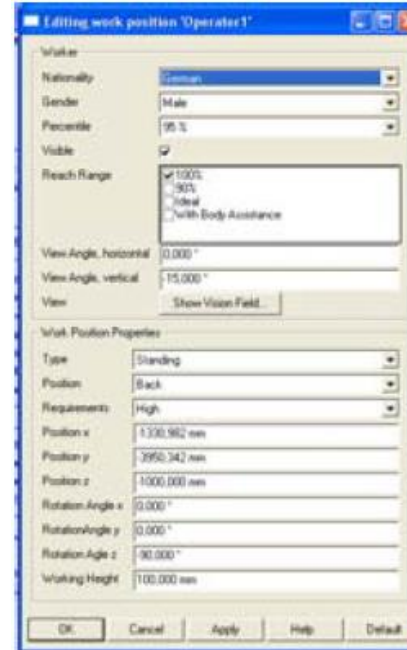 Editing work position 'Operator1'
Worker
Nationality German
Gender Male
Percentile 95 %
Visible
Reach Range 100%
90%
Ideal
With Body Assistance
View Angle, horizontal 0,000 °
View Angle, vertical -15,000 °
View Show Vision Field...
Work Position Properties
Type Standing
Position Back
Requirements High
Position x -1330,982 mm
Position y -3950,342 mm
Position z -1000,000 mm
Rotation Angle x 0,000 °
RotationAngle y 0,000 °
Rotation Agle z -90,000 °
Working Height 100,000 mm
OK Cancel Apply Help Default